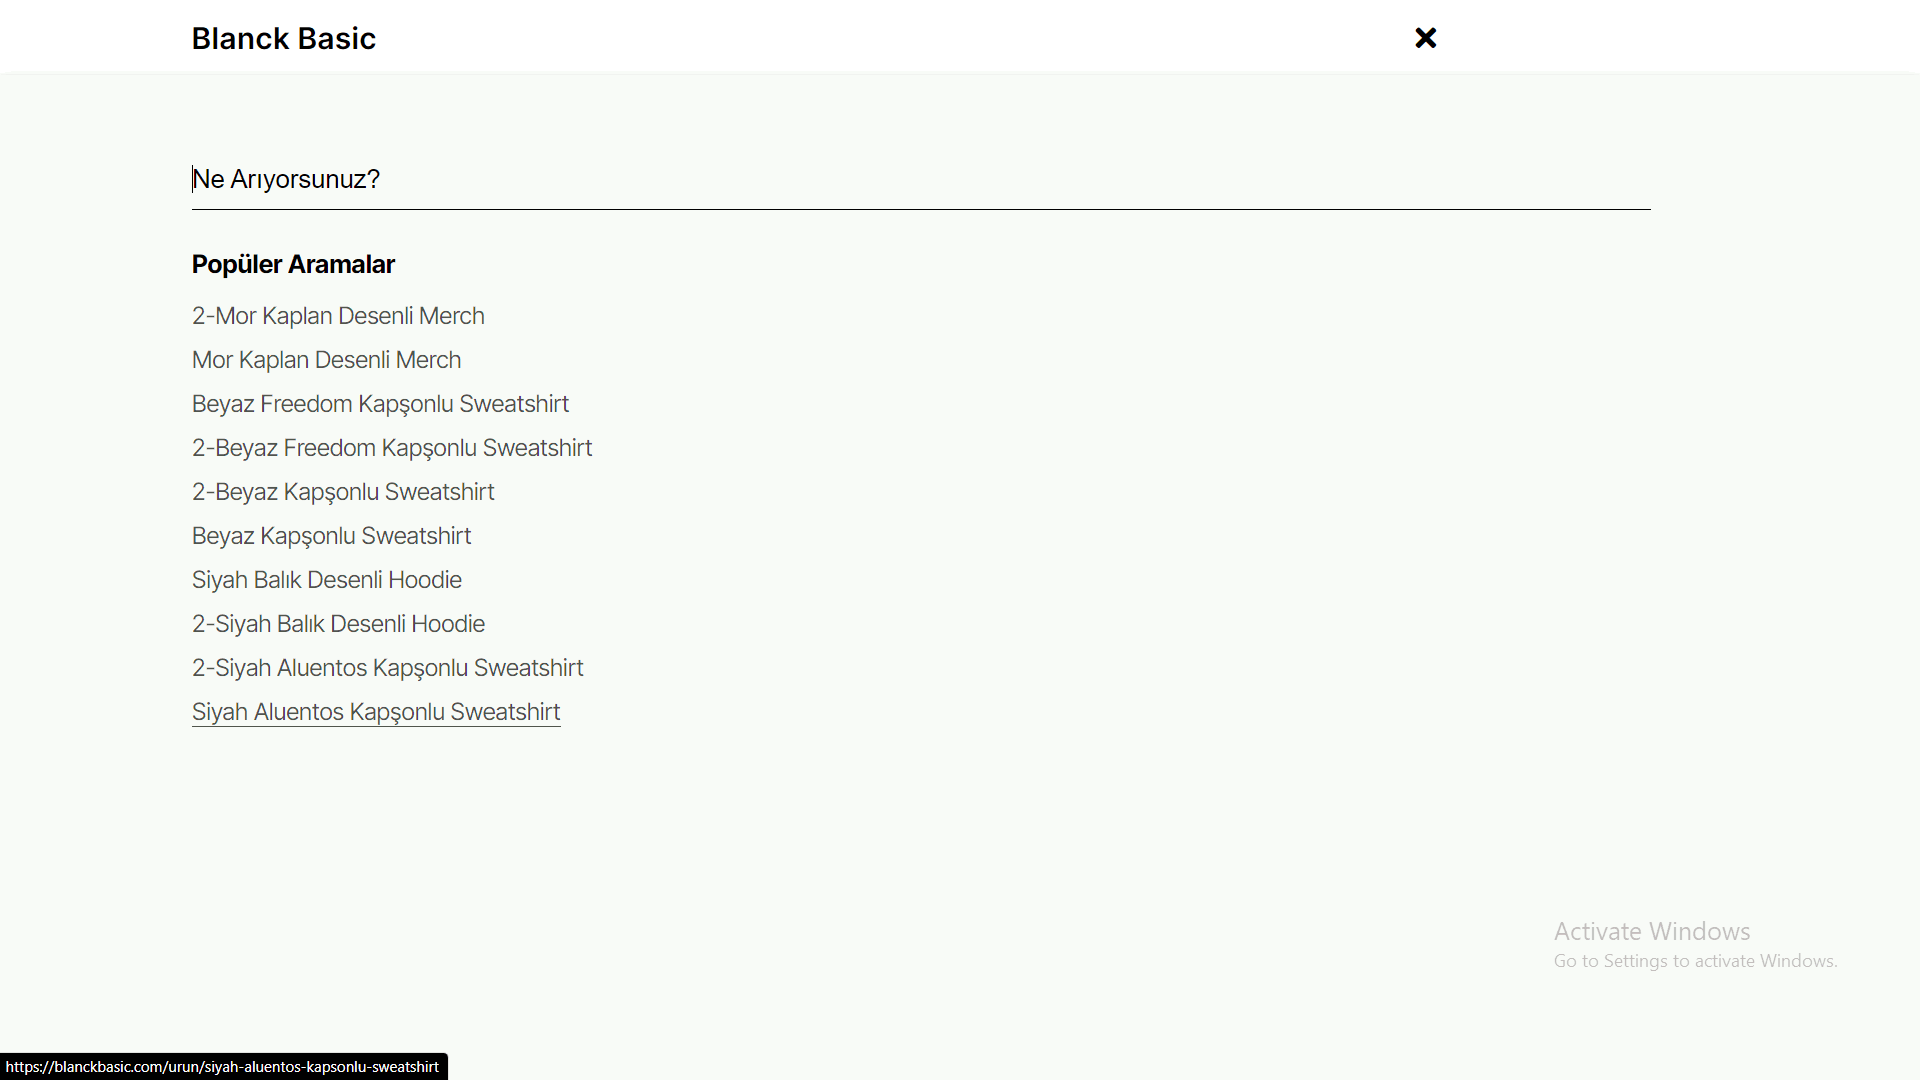 Blanck Basic
Ne Arıyorsunuz?
Popüler Aramalar
2-Mor Kaplan Desenli Merch
Mor Kaplan Desenli Merch
Beyaz Freedom Kapşonlu Sweatshirt
2-Beyaz Freedom Kapşonlu Sweatshirt
2-Beyaz Kapşonlu Sweatshirt
Beyaz Kapşonlu Sweatshirt
Siyah Balık Desenli Hoodie
2-Siyah Balık Desenli Hoodie
2-Siyah Aluentos Kapşonlu Sweatshirt
Siyah Aluentos Kapşonlu Sweatshirt
Activate Windows
Go to Settings to activate Windows.
https://blanckbasic.com/urun/siyah-aluentos-kapsonlu-sweatshirt